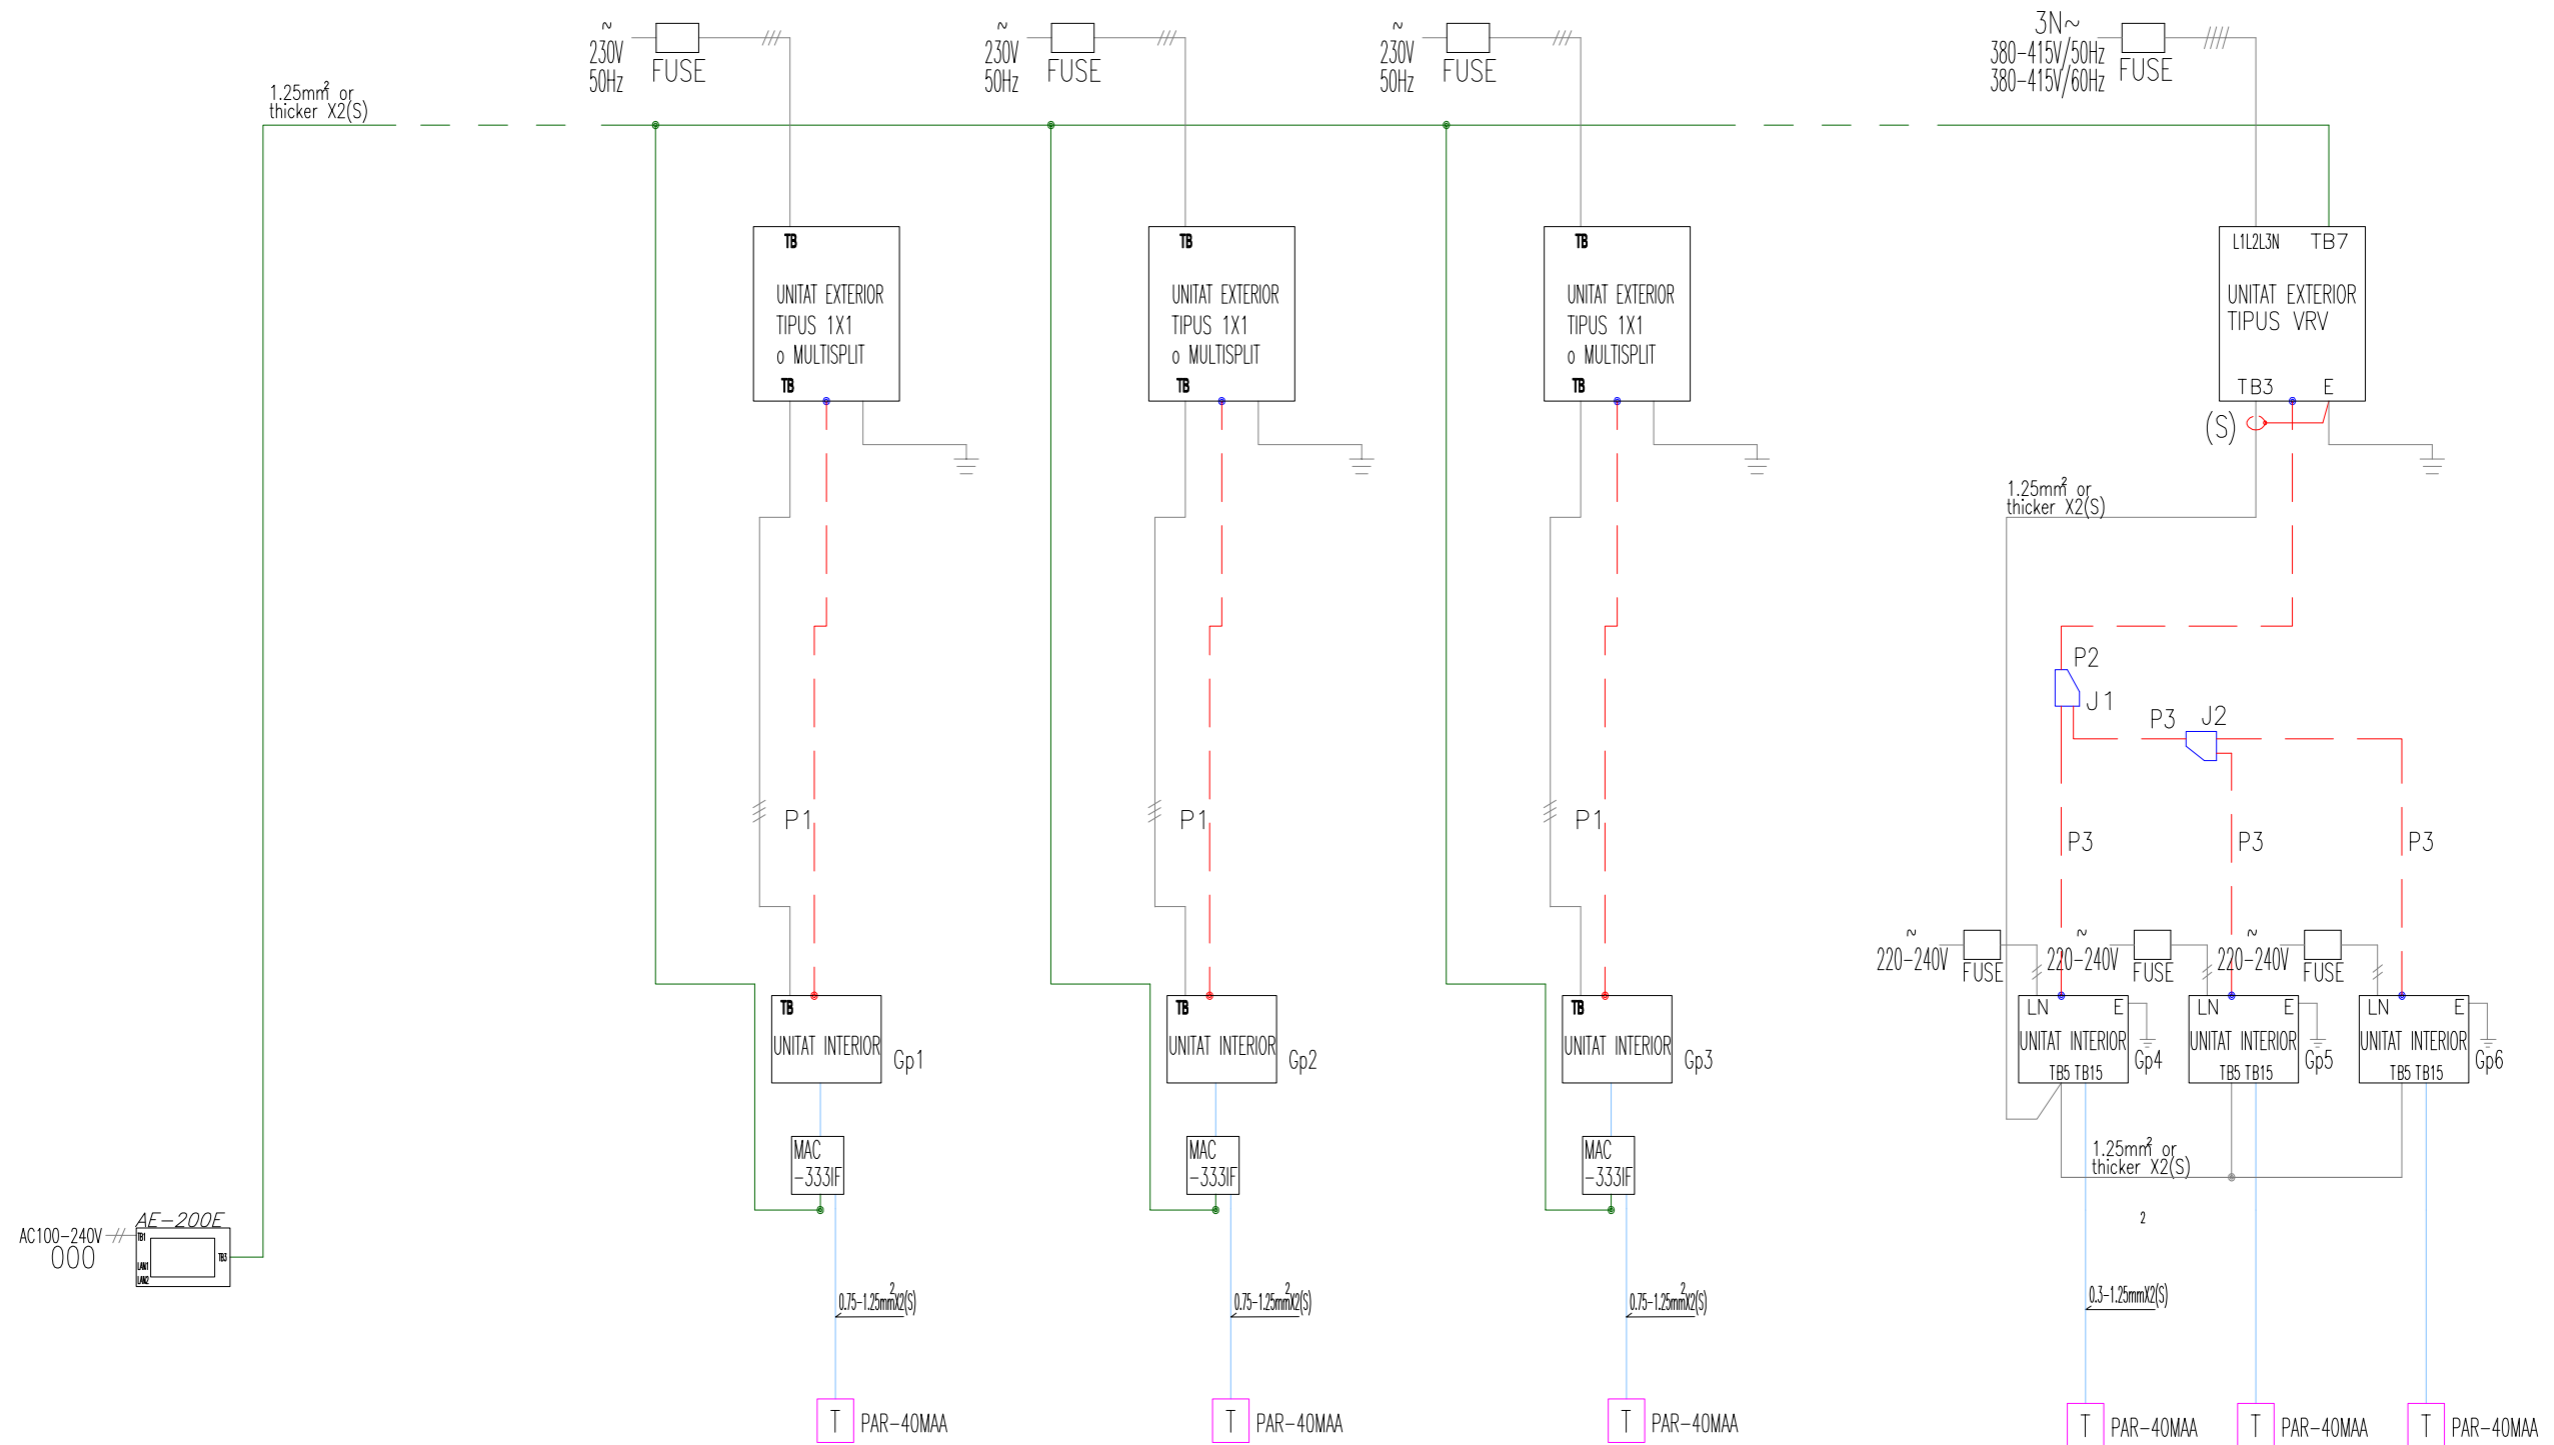 ~
230V
50Hz
FUSE
~
230V
50Hz
FUSE
~
230V
50Hz
FUSE
3N~
380-415V/50Hz
380-415V/60Hz
FUSE
1.25mm² or
thicker X2(S)
TB
UNITAT EXTERIOR
TIPUS 1X1
o MULTISPLIT
TB
TB
UNITAT EXTERIOR
TIPUS 1X1
o MULTISPLIT
TB
TB
UNITAT EXTERIOR
TIPUS 1X1
o MULTISPLIT
TB
L1L2L3N TB7
UNITAT EXTERIOR
TIPUS VRV
TB3 E
(S)
1.25mm² or
thicker X2(S)
P2
J1
P3
J2
P1
P1
P1
P3
P3
P3
~
220-240V
FUSE
~
220-240V
FUSE
~
220-240V
FUSE
TB
UNITAT INTERIOR
Gp1
TB
UNITAT INTERIOR
Gp2
TB
UNITAT INTERIOR
Gp3
LN E
UNITAT INTERIOR
TB5 TB15
Gp4
LN E
UNITAT INTERIOR
TB5 TB15
Gp5
LN E
UNITAT INTERIOR
TB5 TB15
Gp6
MAC
-333IF
MAC
-333IF
MAC
-333IF
1.25mm² or
thicker X2(S)
2
AE-200E
AC100-240V
000
TB1
TB3
LAN1
LAN2
0.75-1.25mm²X2(S)
0.75-1.25mm²X2(S)
0.75-1.25mm²X2(S)
0.3-1.25mmX2(S)
T PAR-40MAA
T PAR-40MAA
T PAR-40MAA
T PAR-40MAA
T PAR-40MAA
T PAR-40MAA